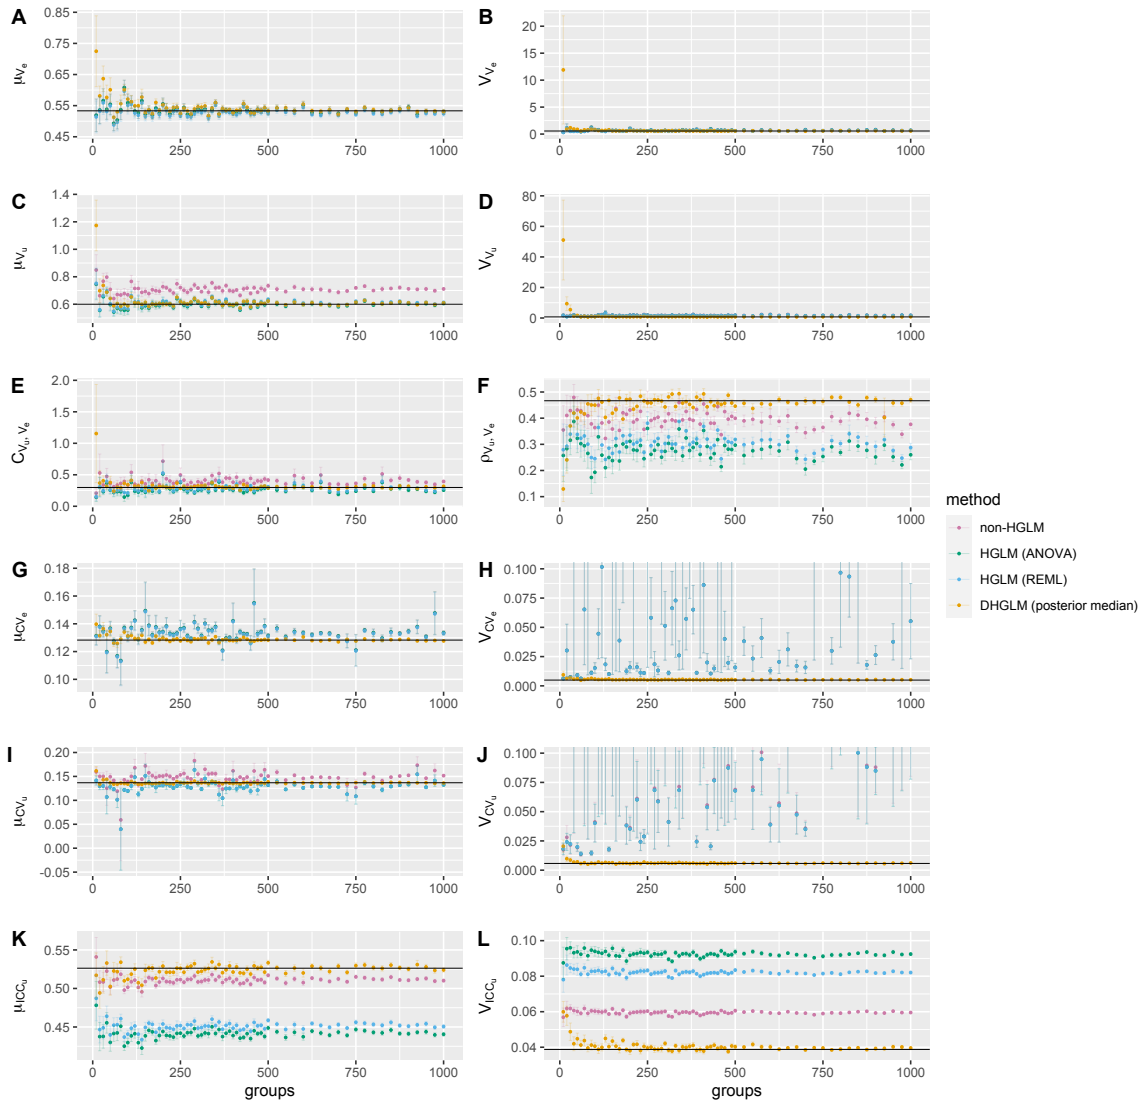 A
μVe
0.85
0.75
0.65
0.55
0.45
0 250 500 750 1000
B
VVe
20
15
10
5
0
0 250 500 750 1000
C
μVu
1.4
1.2
1.0
0.8
0.6
0 250 500 750 1000
D
VVu
80
60
40
20
0
0 250 500 750 1000
E
CVu, Ve
2.0
1.5
1.0
0.5
0.0
0 250 500 750 1000
F
ρVu, Ve
0.5
0.4
0.3
0.2
0.1
0 250 500 750 1000
G
μCVe
0.18
0.16
0.14
0.12
0.10
0 250 500 750 1000
H
VCVe
0.100
0.075
0.050
0.025
0.000
0 250 500 750 1000
I
μCVu
0.20
0.15
0.10
0.05
0.00
-0.05
0 250 500 750 1000
J
VCVu
0.100
0.075
0.050
0.025
0.000
0 250 500 750 1000
K
μICCu
0.55
0.50
0.45
0 250 500 750 1000
groups
L
VICCu
0.10
0.08
0.06
0.04
0 250 500 750 1000
groups
method
non-HGLM
HGLM (ANOVA)
HGLM (REML)
DHGLM (posterior median)